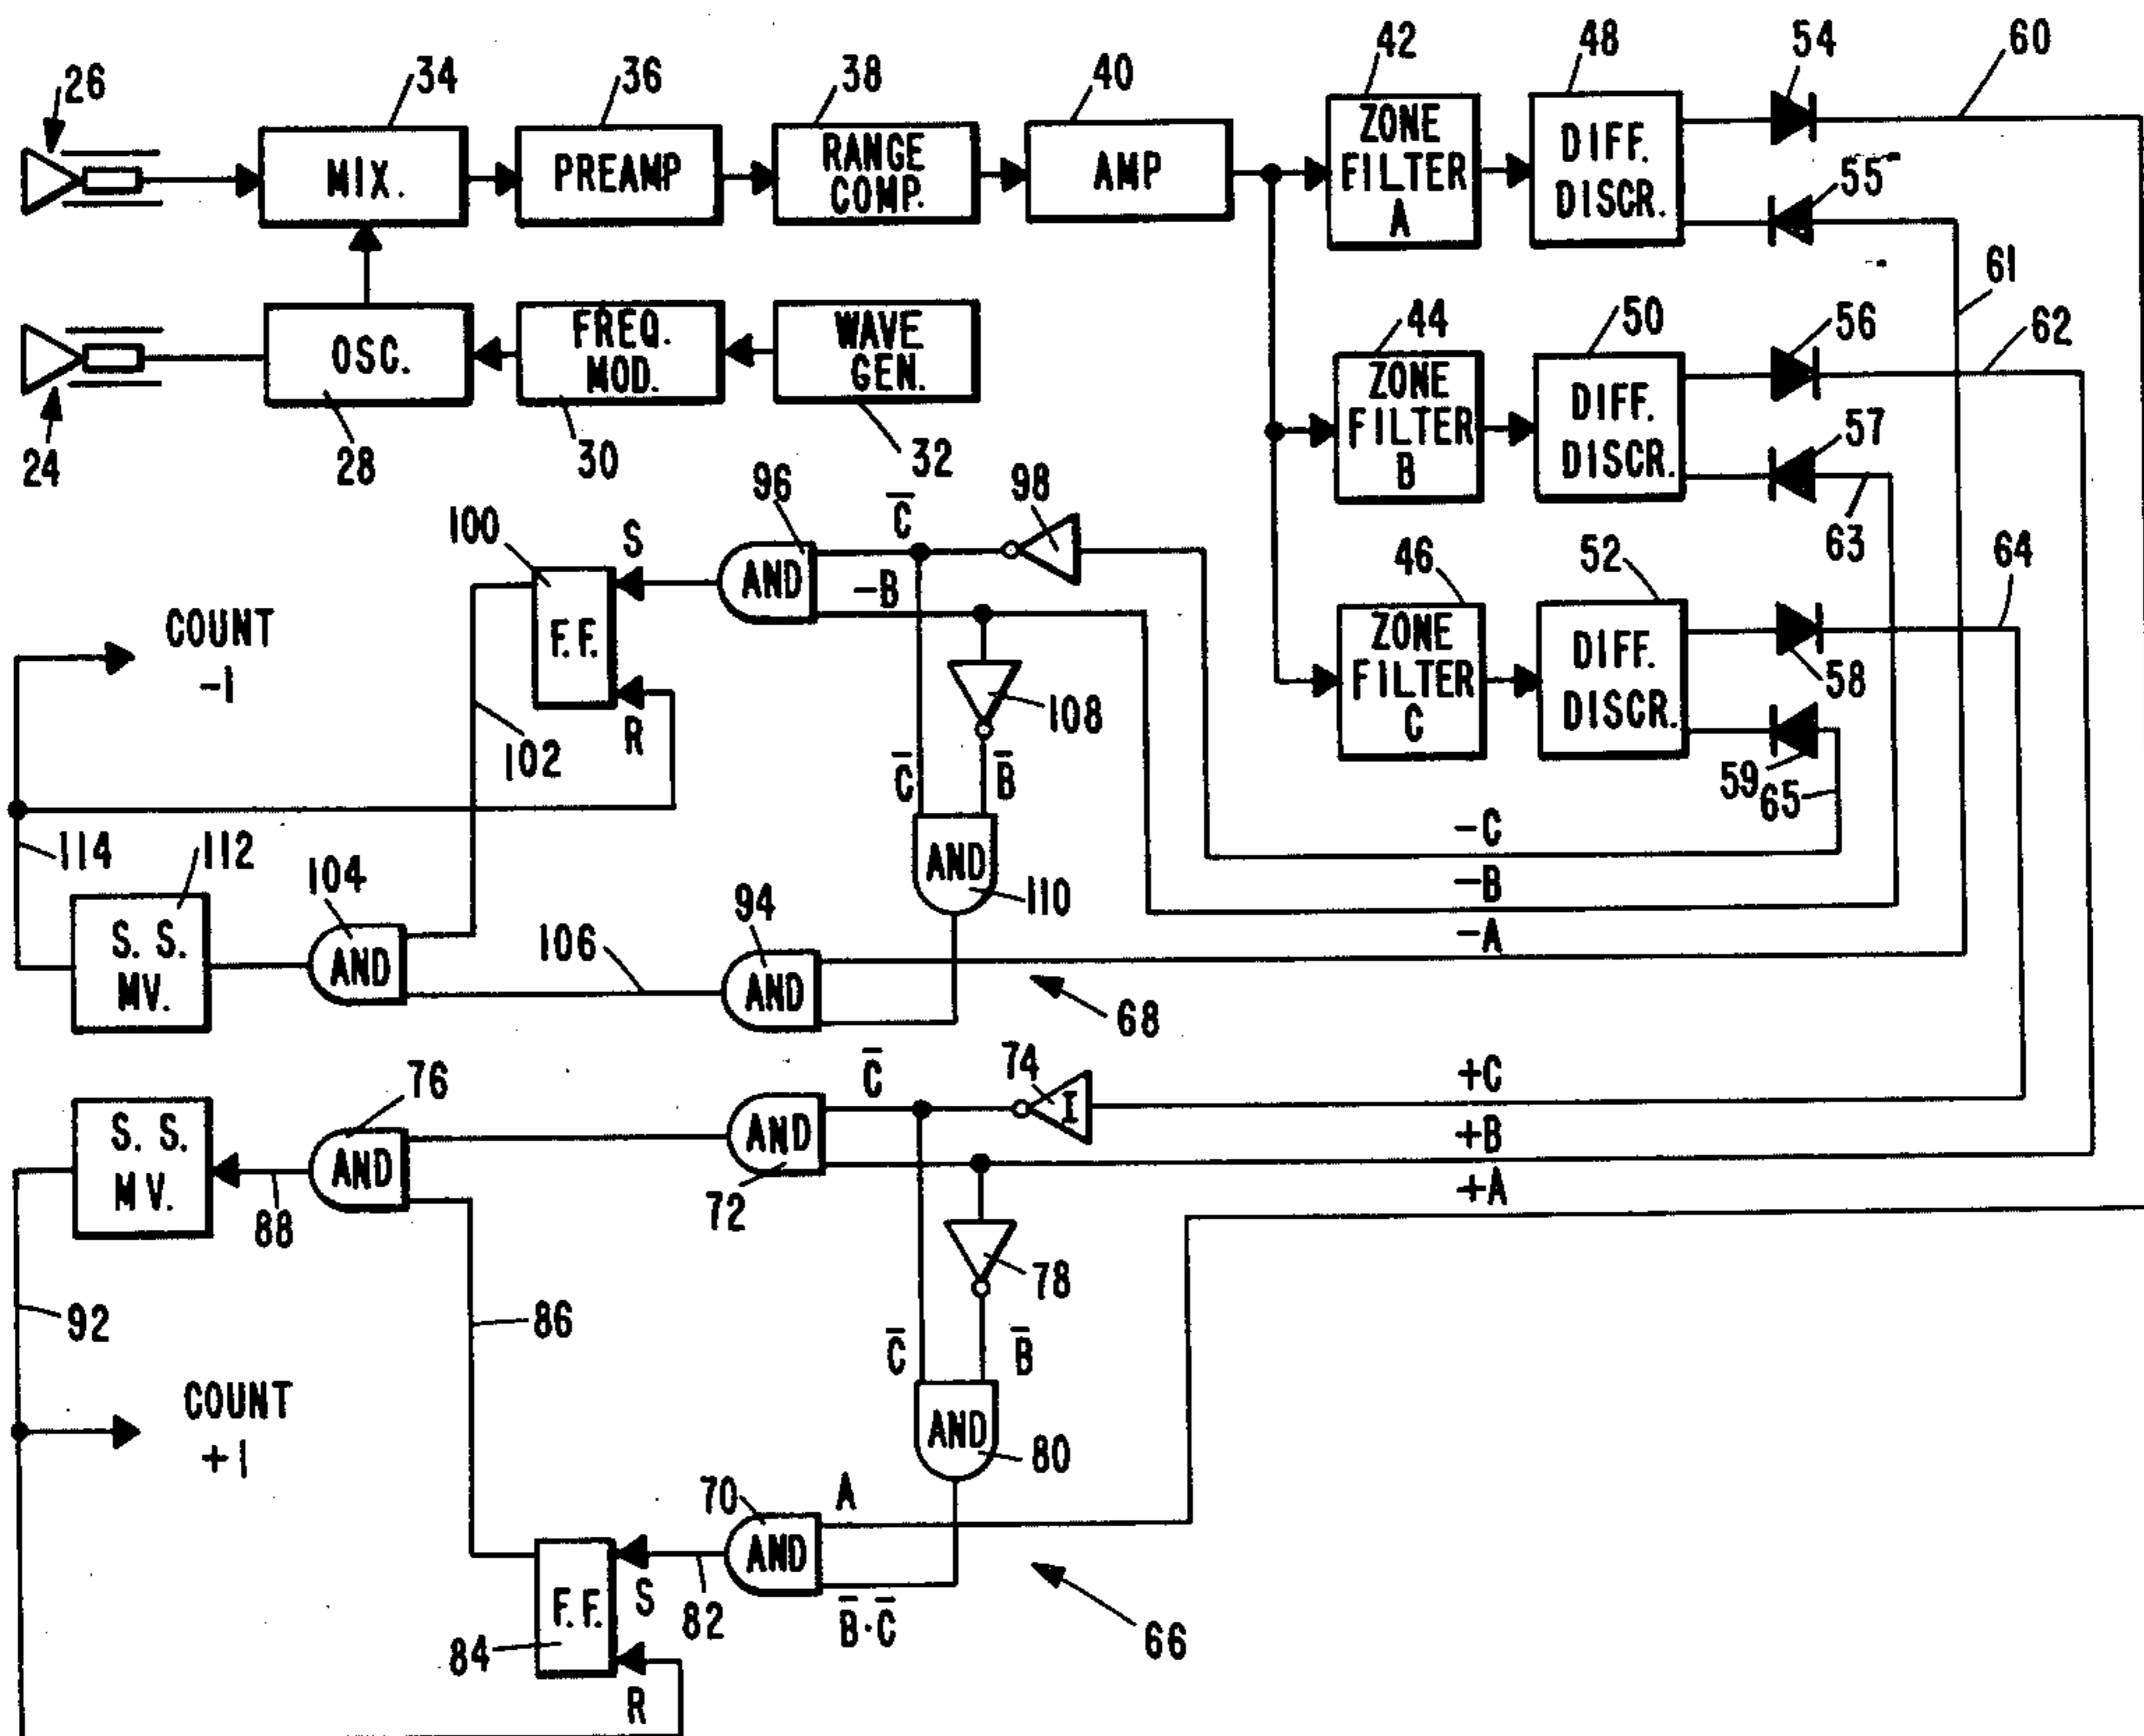 26
34
36
38
40
42
48
54
60
MIX.
PREAMP
RANGE
COMP.
AMP
ZONE
FILTER
A
DIFF.
DISCR.
55
61
24
OSC.
FREQ.
MOD.
WAVE
GEN.
28
30
32
44
50
56
62
ZONE
FILTER
B
DIFF.
DISCR.
57
63
46
52
64
ZONE
FILTER
C
DIFF.
DISCR.
58
59
65
100
S
96
C̅
98
AND
-B
F.F.
R
102
108
C̅
B̅
COUNT
-1
114
112
104
94
AND
110
-C
-B
-A
S. S.
MV.
AND
106
AND
68
76
C̅
74
I
+C
+B
+A
S. S.
MV.
AND
88
AND
72
78
92
86
C̅
B̅
COUNT
+1
AND
80
70
A
AND
F.F.
S
82
B̅·C̅
66
84
R